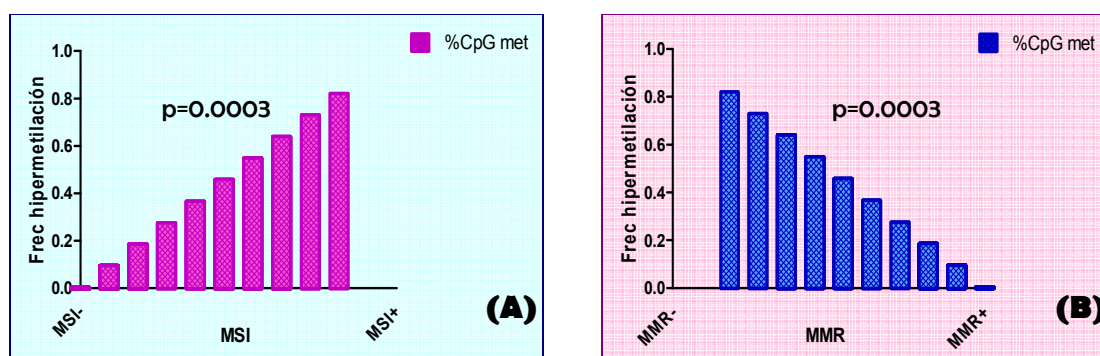 %CpG met
1.0
0.8
0.6
0.4
0.2
0.0
Frec hipermetilación
p=0.0003
MSI-
MSI+
MSI
(A)
%CpG met
1.0
0.8
0.6
0.4
0.2
0.0
Frec hipermetilación
p=0.0003
MMR-
MMR+
MMR
(B)